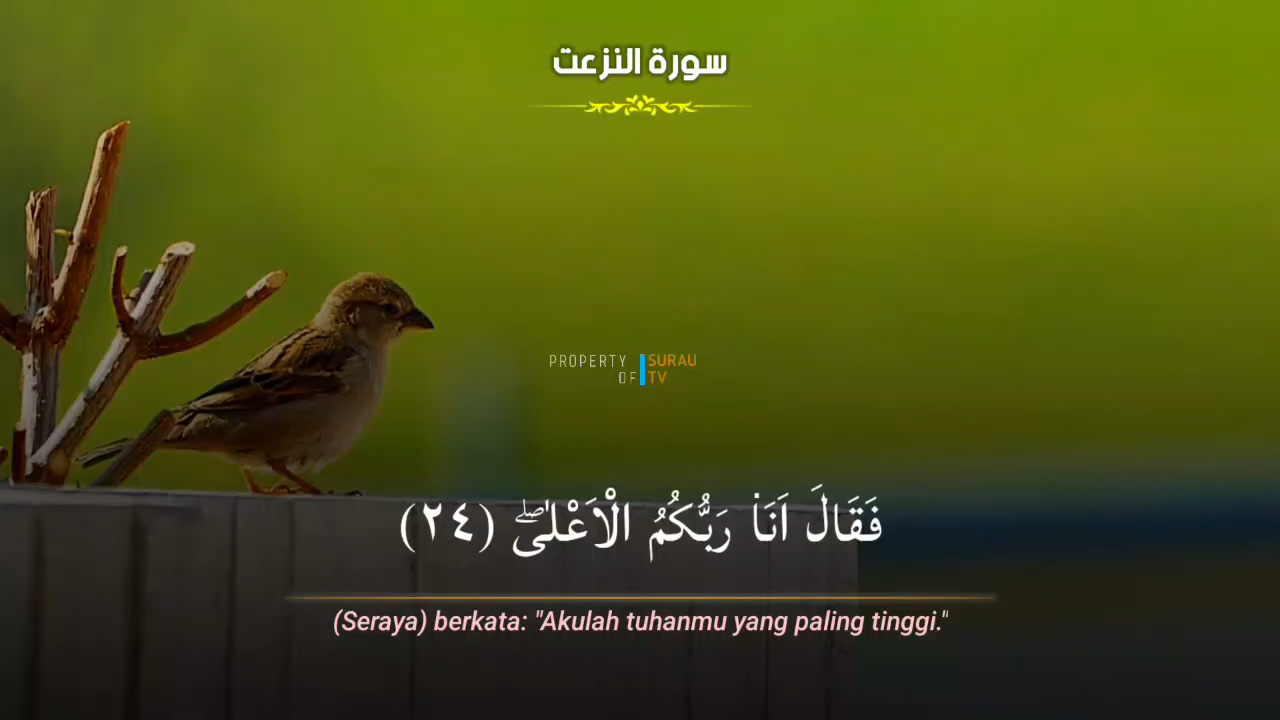 سورة النزعت
PROPERTY OF
SURAU TV
فَقَالَ اَنَا۠ رَبُّكُمُ الْاَعْلٰىۖ (٢٤)
(Seraya) berkata: "Akulah tuhanmu yang paling tinggi."